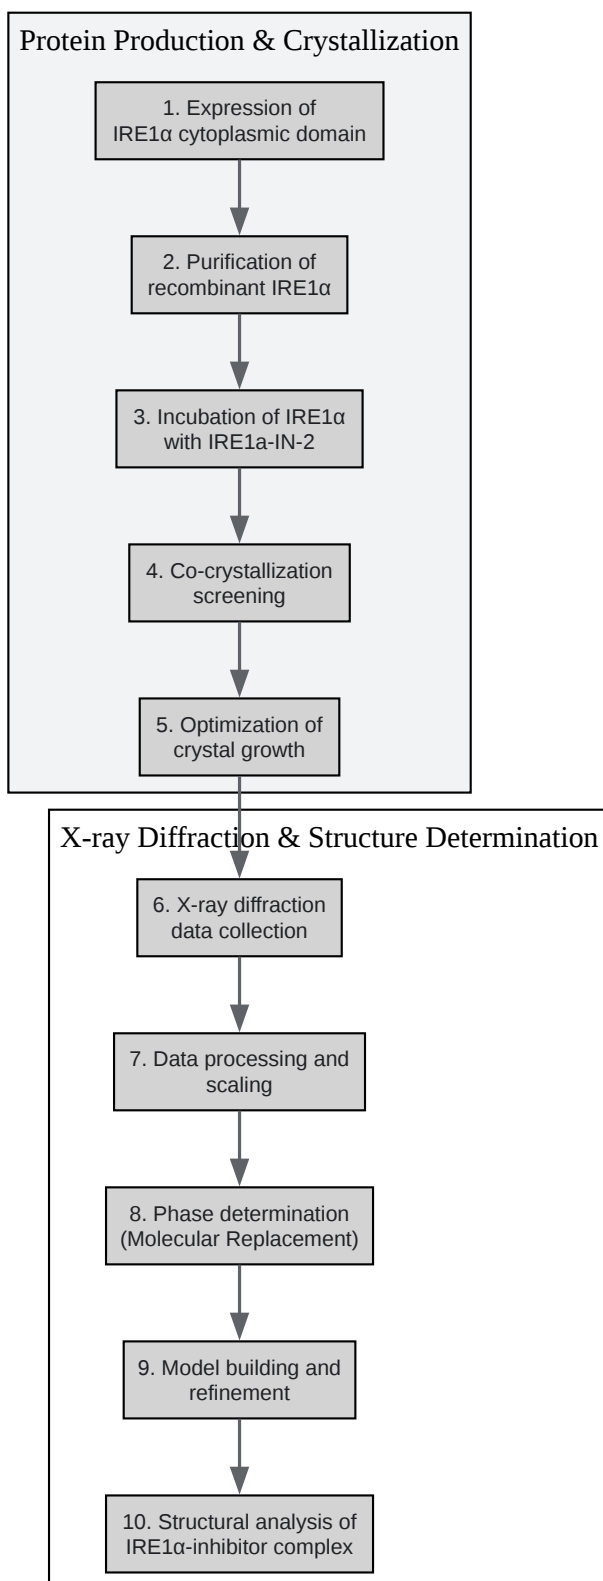 Protein Production & Crystallization
1. Expression of
IRE1α cytoplasmic domain
2. Purification of
recombinant IRE1α
3. Incubation of IRE1α
with IRE1a-IN-2
4. Co-crystallization
screening
5. Optimization of
crystal growth
X-ray Diffraction & Structure Determination
6. X-ray diffraction
data collection
7. Data processing and
scaling
8. Phase determination
(Molecular Replacement)
9. Model building and
refinement
10. Structural analysis of
IRE1α-inhibitor complex